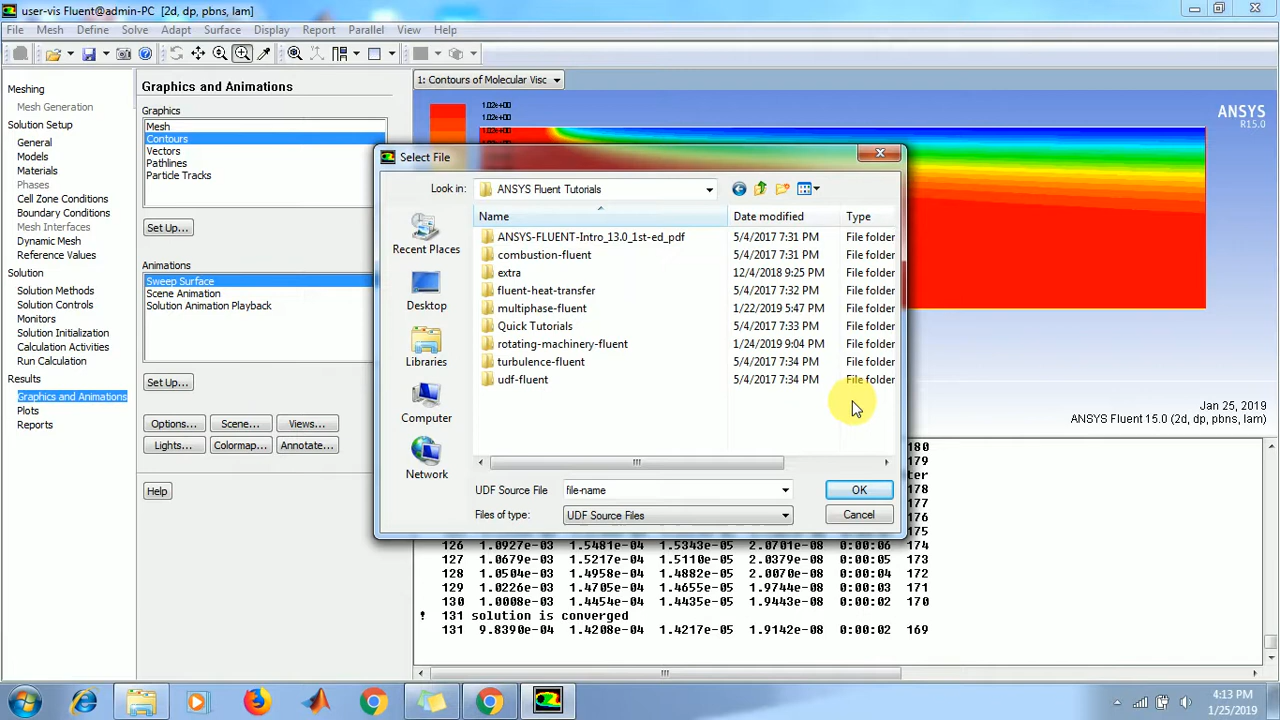 user-vis Fluent@admin-PC [2d, dp, pbns, lam]
File Mesh Define Solve Adapt Surface Display Report Parallel View Help
Meshing
Mesh Generation
Solution Setup
General
Models
Materials
Phases
Cell Zone Conditions
Boundary Conditions
Mesh Interfaces
Dynamic Mesh
Reference Values
Solution
Solution Methods
Solution Controls
Monitors
Solution Initialization
Calculation Activities
Run Calculation
Results
Graphics and Animations
Plots
Reports
Graphics and Animations
Graphics
Mesh
Contours
Vectors
Pathlines
Particle Tracks
Set Up...
Animations
Sweep Surface
Scene Animation
Solution Animation Playback
Set Up...
Options... Scene... Views...
Lights... Colormap... Annotate...
Help
1: Contours of Molecular Visc
1.02e+00
1.02e+00
1.02e+00
ANSYS
R15.0
Select File
Look in: ANSYS Fluent Tutorials
Recent Places
Desktop
Libraries
Computer
Network
Name Date modified Type
ANSYS-FLUENT-Intro_13.0_1st-ed_pdf 5/4/2017 7:31 PM File folder
combustion-fluent 5/4/2017 7:31 PM File folder
extra 12/4/2018 9:25 PM File folder
fluent-heat-transfer 5/4/2017 7:32 PM File folder
multiphase-fluent 1/22/2019 5:47 PM File folder
Quick Tutorials 5/4/2017 7:33 PM File folder
rotating-machinery-fluent 1/24/2019 9:04 PM File folder
turbulence-fluent 5/4/2017 7:34 PM File folder
udf-fluent 5/4/2017 7:34 PM File folder
UDF Source File file-name OK
Files of type: UDF Source Files Cancel
Jan 25, 2019
ANSYS Fluent 15.0 (2d, dp, pbns, lam)
180
179
ter
178
177
176
175
126 1.0927e-03 1.5481e-04 1.5343e-05 2.0701e-08 0:00:06 174
127 1.0679e-03 1.5217e-04 1.5110e-05 2.0379e-08 0:00:05 173
128 1.0504e-03 1.4958e-04 1.4882e-05 2.0070e-08 0:00:04 172
129 1.0226e-03 1.4705e-04 1.4655e-05 1.9744e-08 0:00:03 171
130 1.0008e-03 1.4454e-04 1.4435e-05 1.9443e-08 0:00:02 170
! 131 solution is converged
131 9.8390e-04 1.4208e-04 1.4217e-05 1.9142e-08 0:00:02 169
4:13 PM
1/25/2019